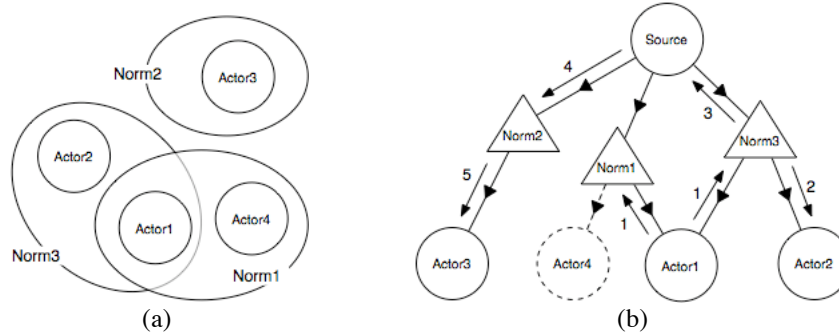 Norm2
Actor3
Actor2
Actor1
Actor4
Norm3
Norm1
(a)
Source
4
3
Norm2
Norm1
Norm3
5
1
1
2
Actor3
Actor4
Actor1
Actor2
(b)